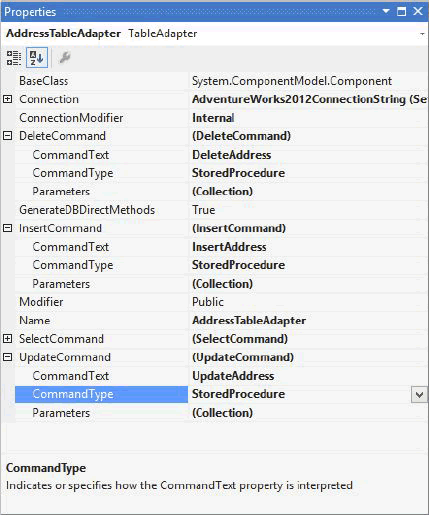 Properties
AddressTableAdapter TableAdapter
BaseClass System.ComponentModel.Component
Connection AdventureWorks2012ConnectionString (Se
ConnectionModifier Internal
DeleteCommand (DeleteCommand)
CommandText DeleteAddress
CommandType StoredProcedure
Parameters (Collection)
GenerateDBDirectMethods True
InsertCommand (InsertCommand)
CommandText InsertAddress
CommandType StoredProcedure
Parameters (Collection)
Modifier Public
Name AddressTableAdapter
SelectCommand (SelectCommand)
UpdateCommand (UpdateCommand)
CommandText UpdateAddress
CommandType StoredProcedure
Parameters (Collection)
CommandType
Indicates or specifies how the CommandText property is interpreted